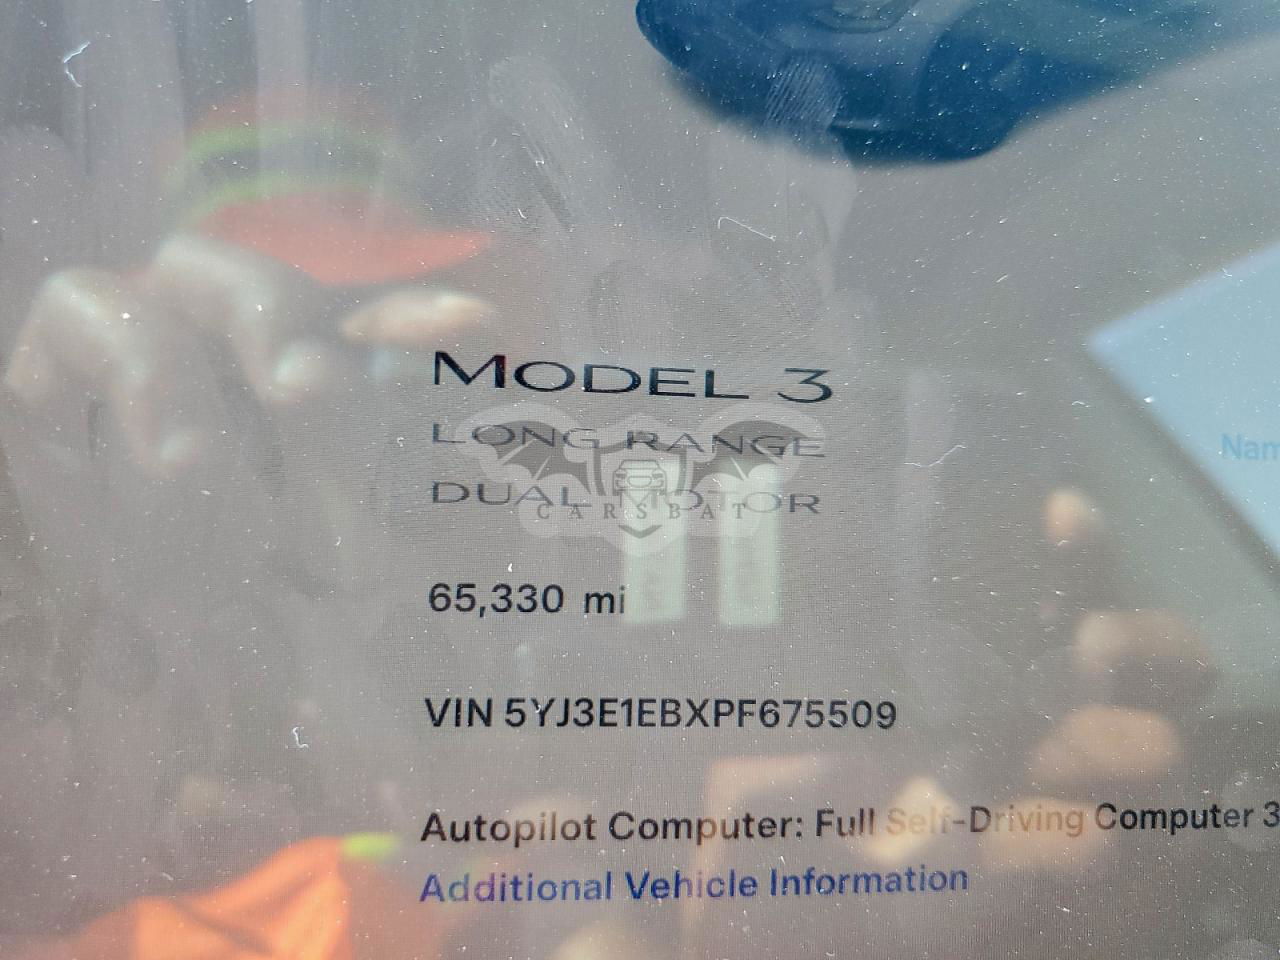 MODEL 3
LONG RANGE
DUAL MOTOR
CARSBAT
65,330 mi
VIN 5YJ3E1EBXPF675509
Autopilot Computer: Full Self-Driving Computer 3
Additional Vehicle Information